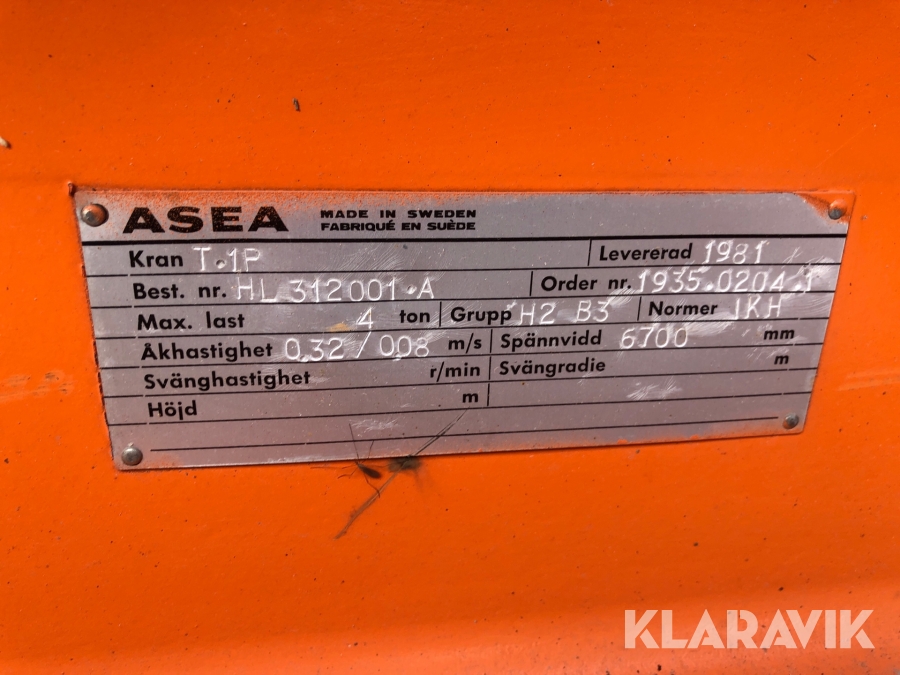 ASEA MADE IN SWEDEN
FABRIQUÉ EN SUÈDE
Kran T.1P Levererad 1981
Best. nr. HL 312001.A Order nr. 1935.0204.1
Max. last 4 ton Grupp H2 B3 Normer IKH
Åkhastighet 0.32/008 m/s Spännvidd 6700 mm
Svänghastighet r/min Svängradie m
Höjd m
KLARAVIK